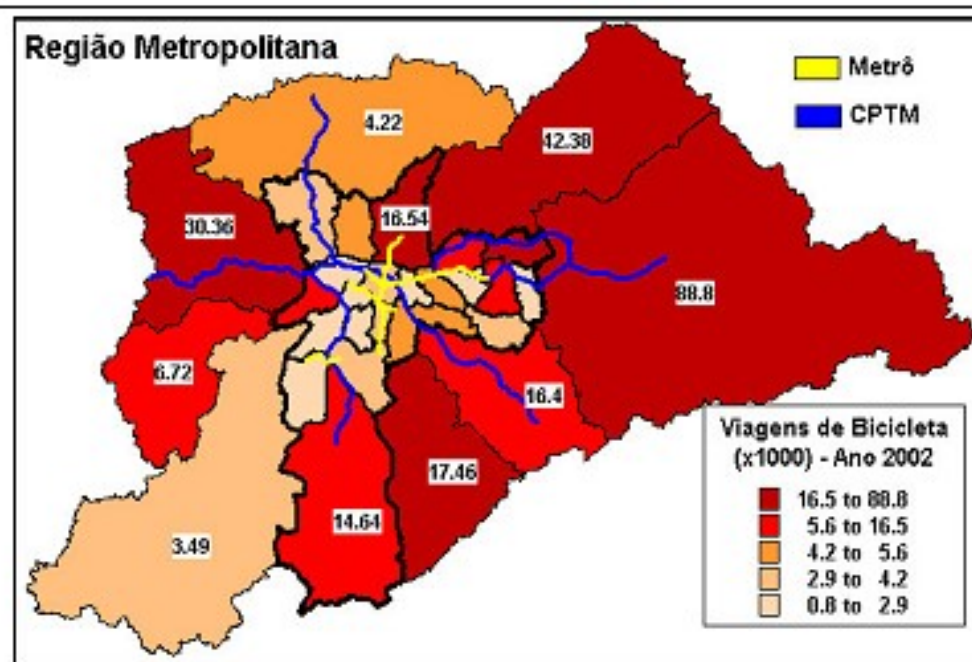 Região Metropolitana
Metrô
CPTM
4.22
42.38
16.54
30.36
88.8
6.72
16.4
17.46
14.64
3.49
Viagens de Bicicleta
(x1000) - Ano 2002
16.5 to 88.8
5.6 to 16.5
4.2 to 5.6
2.9 to 4.2
0.8 to 2.9